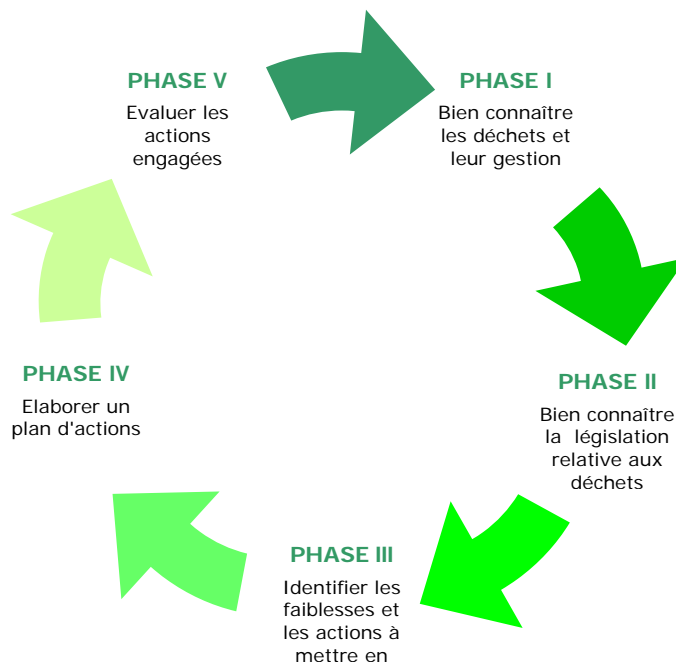 PHASE I
Bien connaître
les déchets et
leur gestion
PHASE II
Bien connaître
la législation
relative aux
déchets
PHASE III
Identifier les
faiblesses et
les actions à
mettre en
PHASE IV
Elaborer un
plan d'actions
PHASE V
Evaluer les
actions
engagées